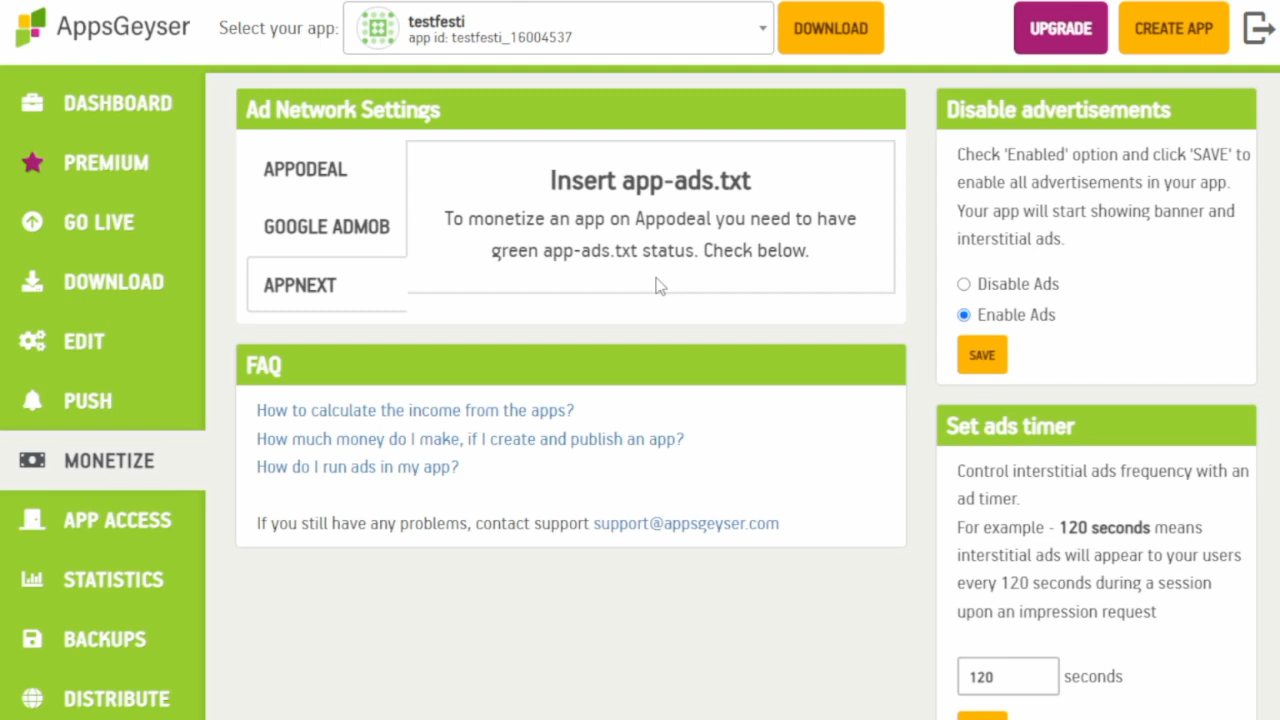 AppsGeyser
Select your app:
testfesti
app id: testfesti_16004537
DOWNLOAD
UPGRADE
CREATE APP
DASHBOARD
PREMIUM
GO LIVE
DOWNLOAD
EDIT
PUSH
MONETIZE
APP ACCESS
STATISTICS
BACKUPS
DISTRIBUTE
Ad Network Settings
APPODEAL
GOOGLE ADMOB
APPNEXT
Insert app-ads.txt
To monetize an app on Appodeal you need to have
green app-ads.txt status. Check below.
FAQ
How to calculate the income from the apps?
How much money do I make, if I create and publish an app?
How do I run ads in my app?
If you still have any problems, contact support support@appsgeyser.com
Disable advertisements
Check 'Enabled' option and click 'SAVE' to
enable all advertisements in your app.
Your app will start showing banner and
interstitial ads.
Disable Ads
Enable Ads
SAVE
Set ads timer
Control interstitial ads frequency with an
ad timer.
For example - 120 seconds means
interstitial ads will appear to your users
every 120 seconds during a session
upon an impression request
120 seconds